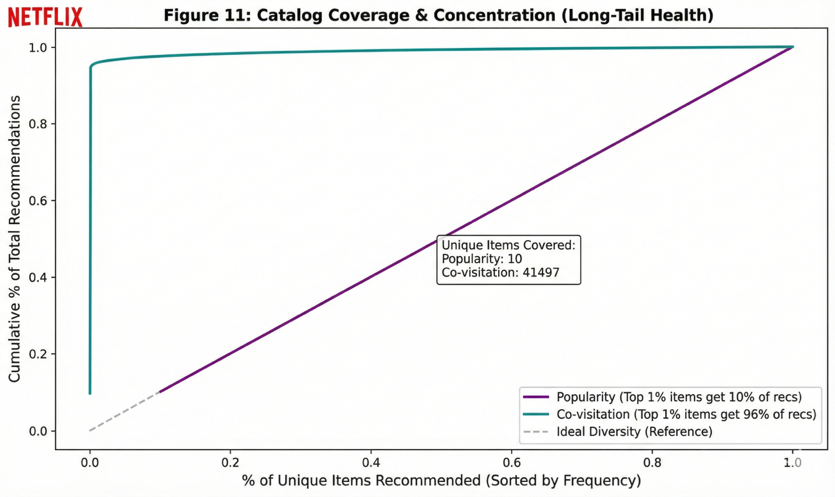 NETFLIX
Figure 11: Catalog Coverage & Concentration (Long-Tail Health)
Cumulative % of Total Recommendations
1.0
0.8
0.6
0.4
0.2
0.0
Unique Items Covered:
Popularity: 10
Co-visitation: 41497
Popularity (Top 1% items get 10% of recs)
Co-visitation (Top 1% items get 96% of recs)
Ideal Diversity (Reference)
0.0 0.2 0.4 0.6 0.8 1.0
% of Unique Items Recommended (Sorted by Frequency)